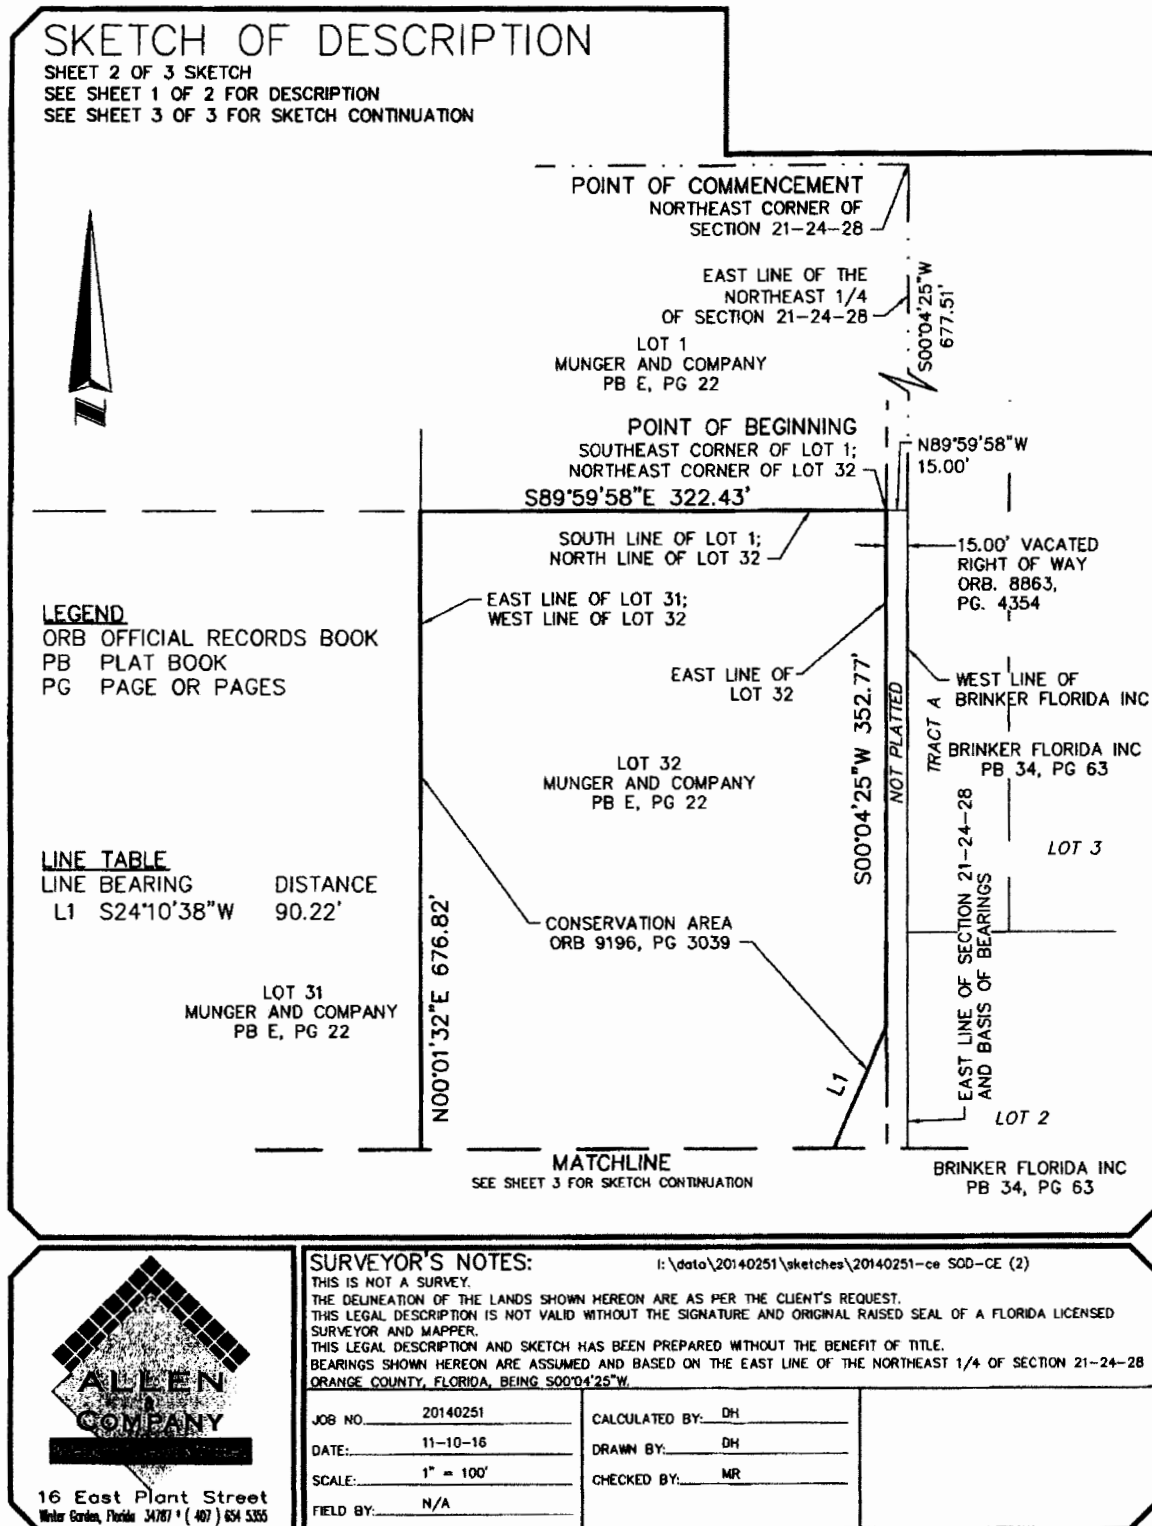 SKETCH OF DESCRIPTION
SHEET 2 OF 3 SKETCH
SEE SHEET 1 OF 2 FOR DESCRIPTION
SEE SHEET 3 OF 3 FOR SKETCH CONTINUATION
POINT OF COMMENCEMENT
NORTHEAST CORNER OF
SECTION 21-24-28
EAST LINE OF THE
NORTHEAST 1/4
OF SECTION 21-24-28
S00°04'25"W
677.51'
LOT 1
MUNGER AND COMPANY
PB E, PG 22
POINT OF BEGINNING
SOUTHEAST CORNER OF LOT 1;
NORTHEAST CORNER OF LOT 32
N89°59'58"W
15.00'
S89°59'58"E 322.43'
SOUTH LINE OF LOT 1;
NORTH LINE OF LOT 32
15.00' VACATED
RIGHT OF WAY
ORB. 8863,
PG. 4354
EAST LINE OF LOT 31;
WEST LINE OF LOT 32
LEGEND
ORB OFFICIAL RECORDS BOOK
PB PLAT BOOK
PG PAGE OR PAGES
EAST LINE OF
LOT 32
S00°04'25"W 352.77'
NOT PLATTED
TRACT A
WEST LINE OF
BRINKER FLORIDA INC
BRINKER FLORIDA INC
PB 34, PG 63
LOT 32
MUNGER AND COMPANY
PB E, PG 22
LOT 3
LINE TABLE
LINE BEARING DISTANCE
L1 S24°10'38"W 90.22'
CONSERVATION AREA
ORB 9196, PG 3039
N00°01'32"E 676.82'
LOT 31
MUNGER AND COMPANY
PB E, PG 22
EAST LINE OF SECTION 21-24-28
AND BASIS OF BEARINGS
L1
LOT 2
MATCHLINE
SEE SHEET 3 FOR SKETCH CONTINUATION
BRINKER FLORIDA INC
PB 34, PG 63
SURVEYOR'S NOTES:
I:\data\20140251\sketches\20140251-ce SOD-CE (2)
THIS IS NOT A SURVEY.
THE DELINEATION OF THE LANDS SHOWN HEREON ARE AS PER THE CLIENT'S REQUEST.
THIS LEGAL DESCRIPTION IS NOT VALID WITHOUT THE SIGNATURE AND ORIGINAL RAISED SEAL OF A FLORIDA LICENSED
SURVEYOR AND MAPPER.
THIS LEGAL DESCRIPTION AND SKETCH HAS BEEN PREPARED WITHOUT THE BENEFIT OF TITLE.
BEARINGS SHOWN HEREON ARE ASSUMED AND BASED ON THE EAST LINE OF THE NORTHEAST 1/4 OF SECTION 21-24-28
ORANGE COUNTY, FLORIDA, BEING S00°04'25"W.
ALLEN
&
COMPANY
16 East Plant Street
Winter Garden, Florida 34787 * ( 407 ) 654 5355
JOB NO. 20140251
DATE: 11-10-16
SCALE: 1" = 100'
FIELD BY: N/A
CALCULATED BY: DH
DRAWN BY: DH
CHECKED BY: MR